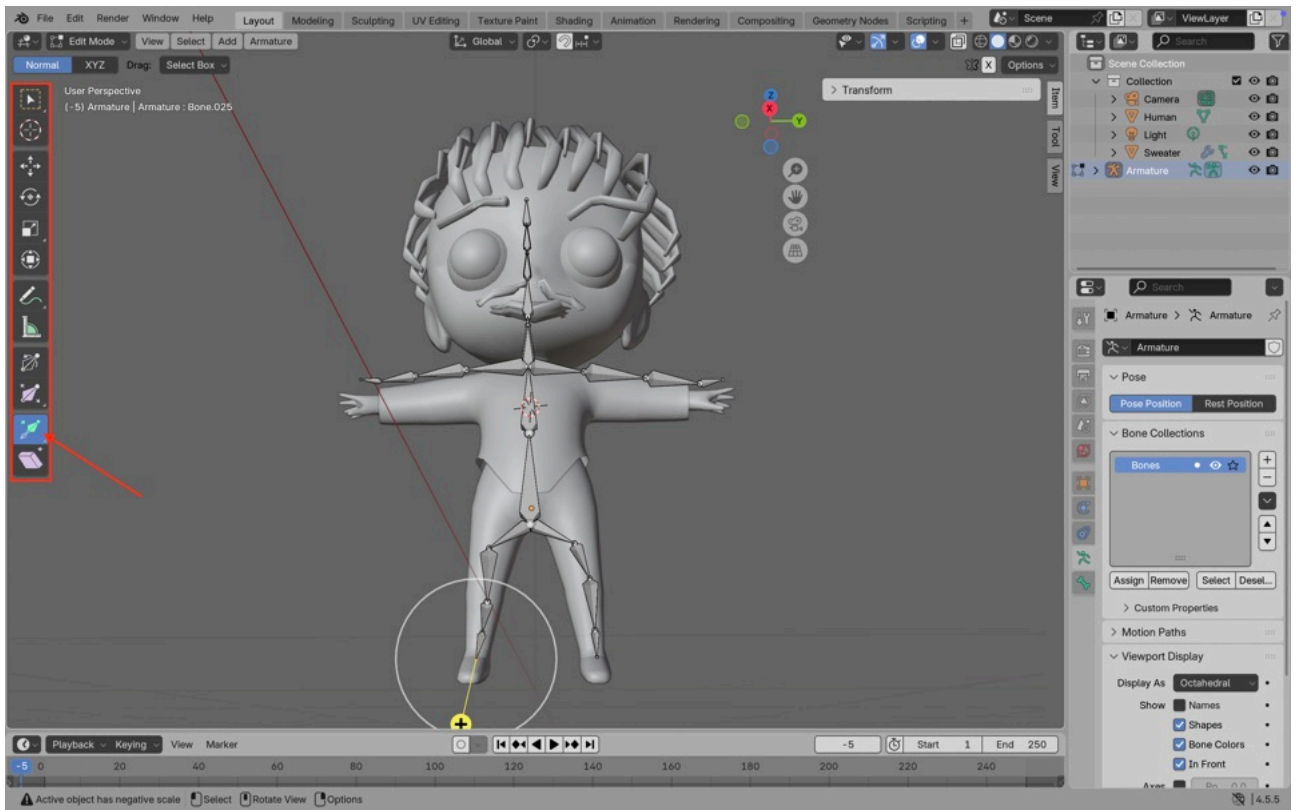 File Edit Render Window Help Layout Modeling Sculpting UV Editing Texture Paint Shading Animation Rendering Compositing Geometry Nodes Scripting + Scene ViewLayer
Edit Mode View Select Add Armature Global Search
Normal XYZ Drag: Select Box X Options
User Perspective
(-5) Armature | Armature : Bone.025
Transform
Item
Tool
View
Z
X
Y
Scene Collection
Collection
Camera
Human
Light
Sweater
Armature
Search
Armature > Armature
Armature
Pose
Pose Position Rest Position
Bone Collections
Bones
Assign Remove Select Desel...
Custom Properties
Motion Paths
Viewport Display
Display As Octahedral
Show Names
Shapes
Bone Colors
In Front
Axes Po... 0.0
Playback Keying View Marker -5 Start 1 End 250
-5 0 20 40 60 80 100 120 140 160 180 200 220 240
Active object has negative scale Select Rotate View Options 4.5.5